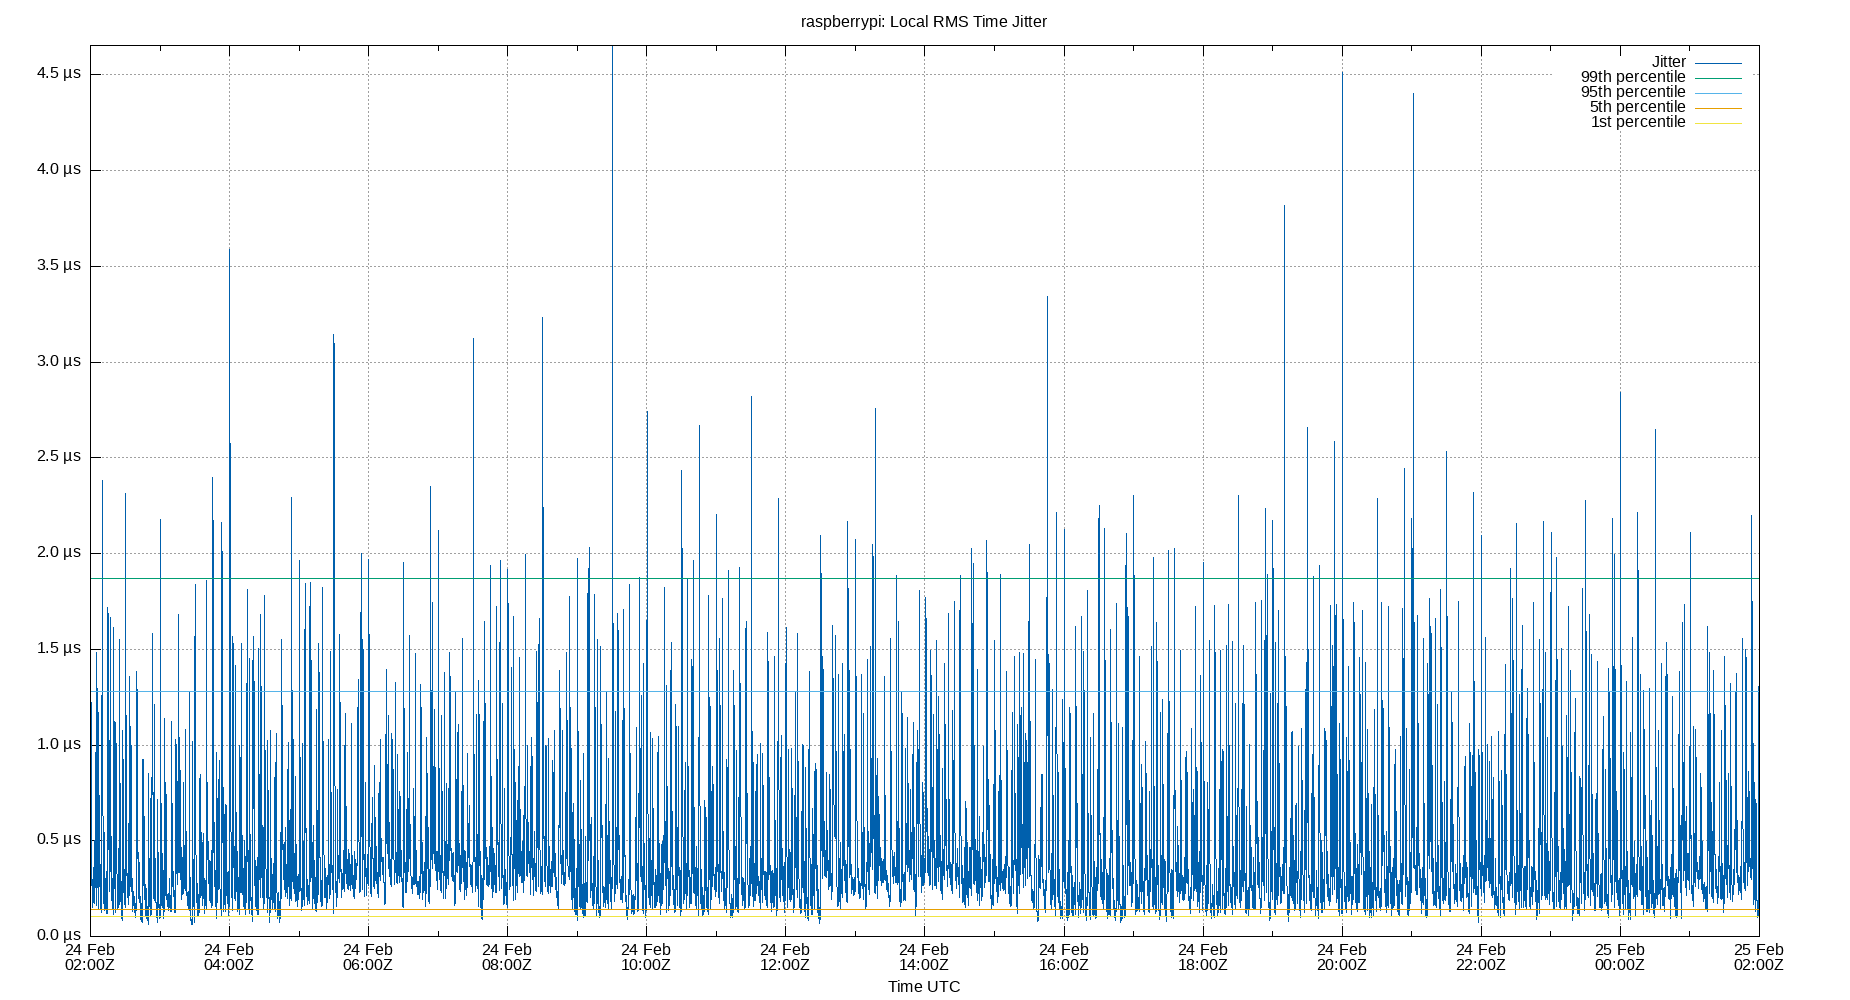 raspberrypi: Local RMS Time Jitter
4.5 µs
4.0 µs
3.5 µs
3.0 µs
2.5 µs
2.0 µs
1.5 µs
1.0 µs
0.5 µs
0.0 µs
Jitter
99th percentile
95th percentile
5th percentile
1st percentile
24 Feb 24 Feb 24 Feb 24 Feb 24 Feb 24 Feb 24 Feb 24 Feb 24 Feb 24 Feb 24 Feb 25 Feb 25 Feb
02:00Z 04:00Z 06:00Z 08:00Z 10:00Z 12:00Z 14:00Z 16:00Z 18:00Z 20:00Z 22:00Z 00:00Z 02:00Z
Time UTC